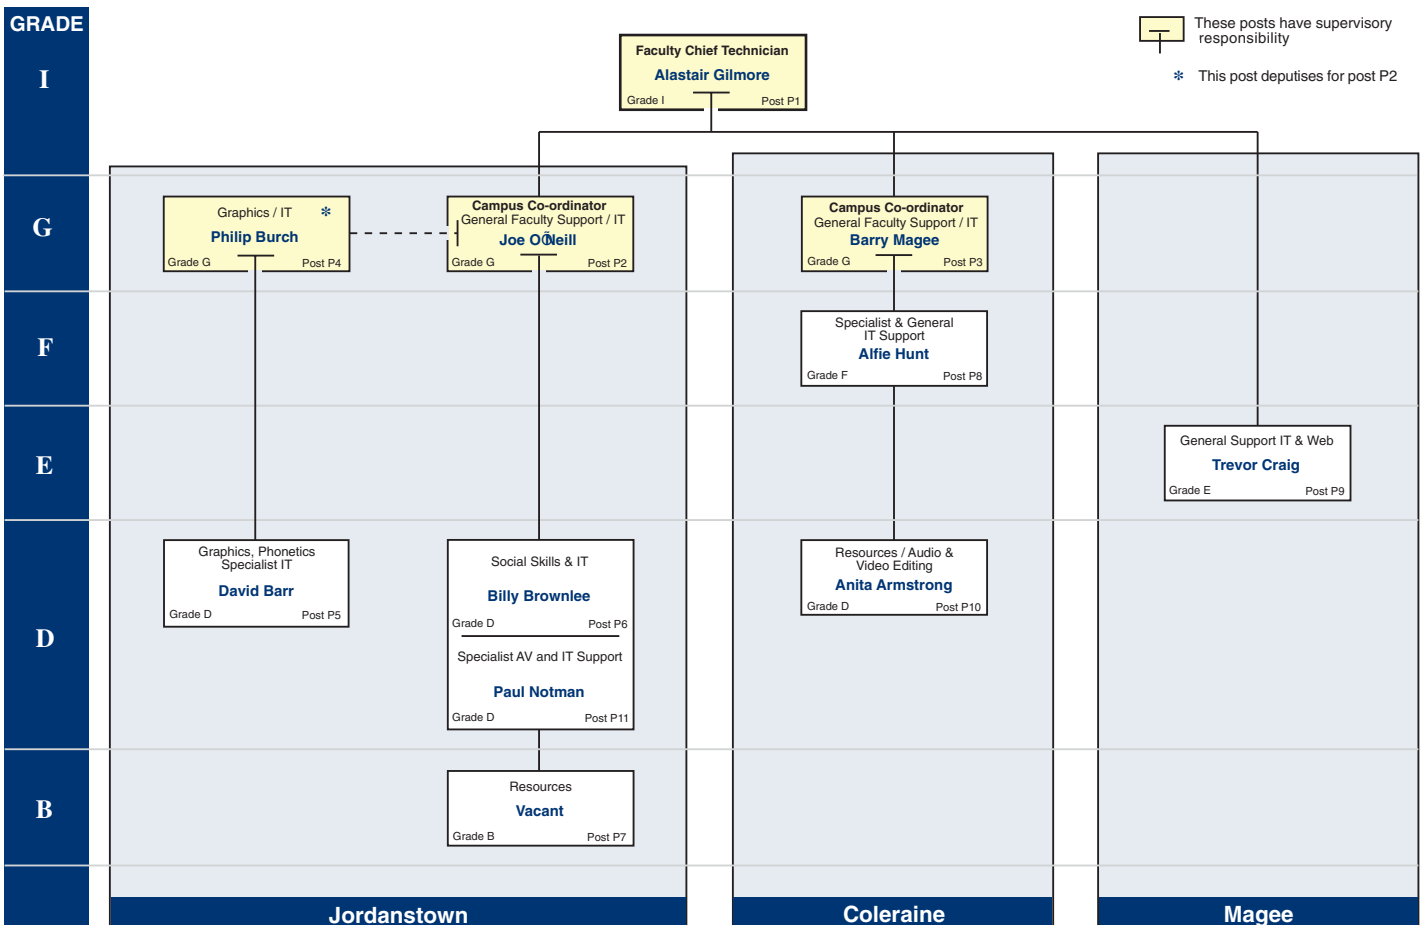 GRADE
I
G
F
E
D
B
These posts have supervisory
responsibility
* This post deputises for post P2
Faculty Chief Technician
Alastair Gilmore
Grade I Post P1
Graphics / IT *
Philip Burch
Grade G Post P4
Campus Co-ordinator
General Faculty Support / IT
Joe OÕNeill
Grade G Post P2
Campus Co-ordinator
General Faculty Support / IT
Barry Magee
Grade G Post P3
Specialist & General
IT Support
Alfie Hunt
Grade F Post P8
General Support IT & Web
Trevor Craig
Grade E Post P9
Graphics, Phonetics
Specialist IT
David Barr
Grade D Post P5
Social Skills & IT
Billy Brownlee
Grade D Post P6
Specialist AV and IT Support
Paul Notman
Grade D Post P11
Resources / Audio &
Video Editing
Anita Armstrong
Grade D Post P10
Resources
Vacant
Grade B Post P7
Jordanstown
Coleraine
Magee